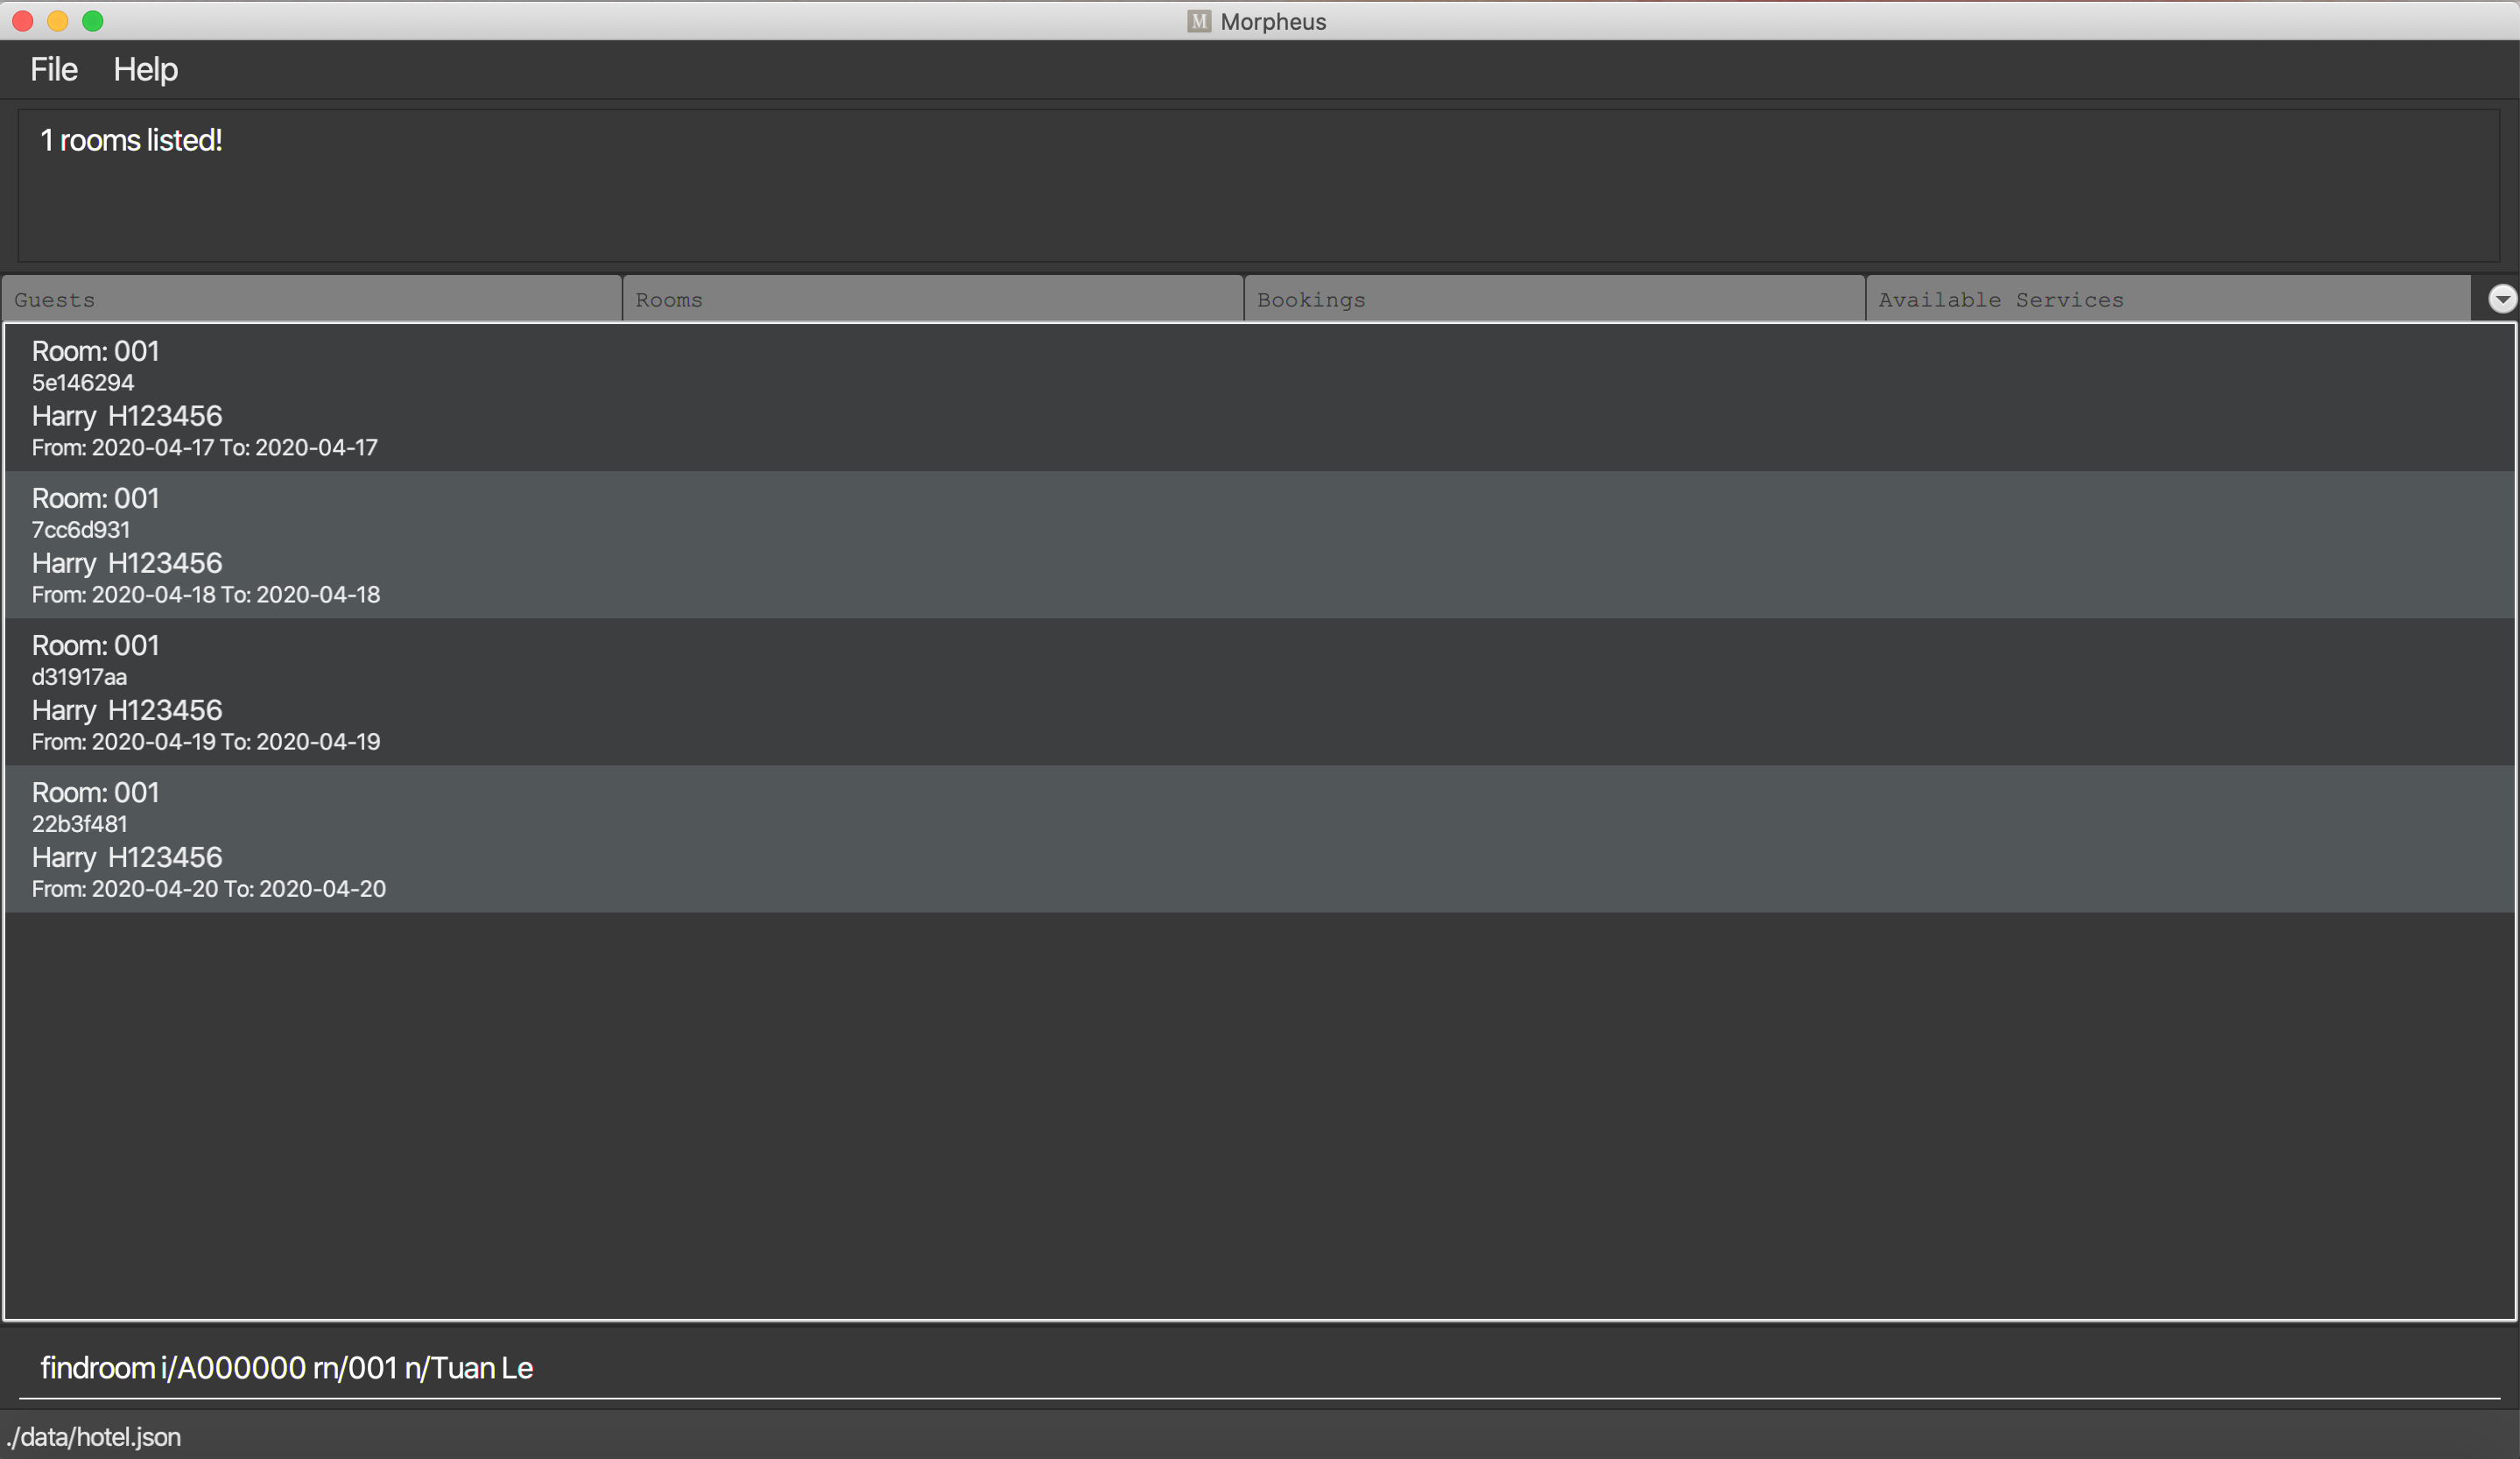 M Morpheus
File Help
1 rooms listed!
Guests Rooms Bookings Available Services
Room: 001
5e146294
Harry H123456
From: 2020-04-17 To: 2020-04-17
Room: 001
7cc6d931
Harry H123456
From: 2020-04-18 To: 2020-04-18
Room: 001
d31917aa
Harry H123456
From: 2020-04-19 To: 2020-04-19
Room: 001
22b3f481
Harry H123456
From: 2020-04-20 To: 2020-04-20
findroom i/A000000 rn/001 n/Tuan Le
./data/hotel.json